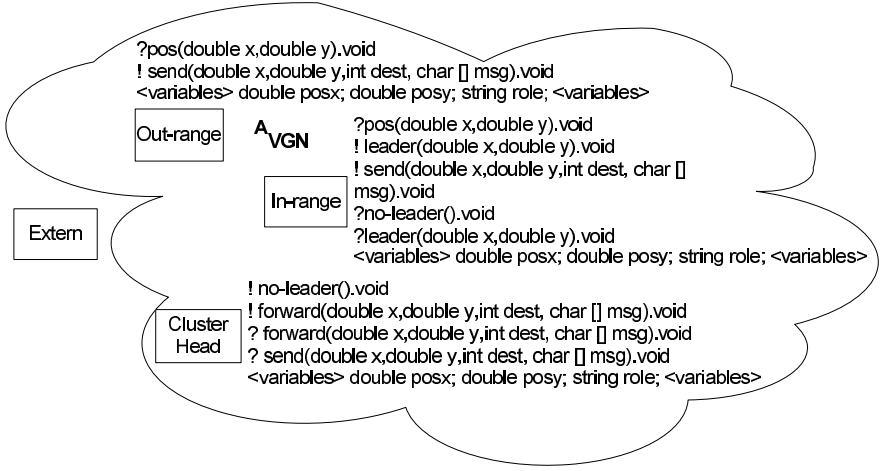 ?pos(double x,double y).void
! send(double x,double y,int dest, char [] msg).void
<variables> double posx; double posy; string role; <variables>
Out-range
A VGN
?pos(double x,double y).void
! leader(double x,double y).void
! send(double x,double y,int dest, char []
msg).void
In-range
?no-leader().void
?leader(double x,double y).void
<variables> double posx; double posy; string role; <variables>
Extern
! no-leader().void
! forward(double x,double y,int dest, char [] msg).void
Cluster
Head
? forward(double x,double y,int dest, char [] msg).void
? send(double x,double y,int dest, char [] msg).void
<variables> double posx; double posy; string role; <variables>